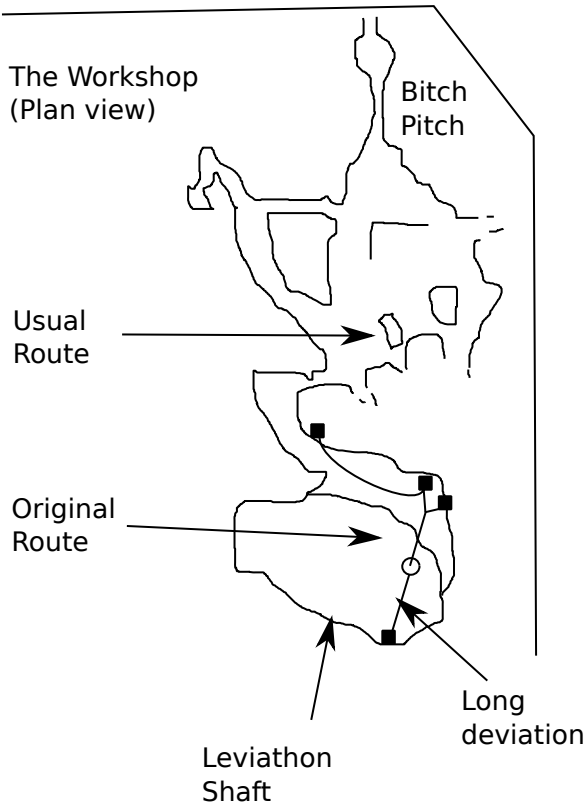 The Workshop
(Plan view)
Bitch
Pitch
Usual
Route
Original
Route
Long
deviation
Leviathon
Shaft